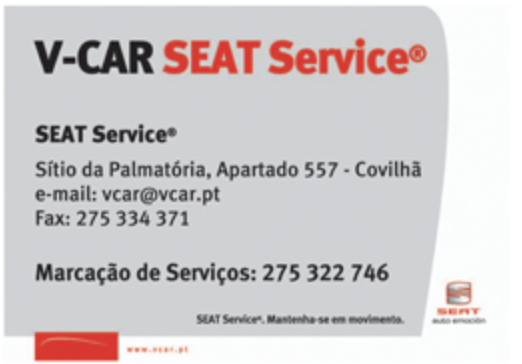 V-CAR SEAT Service®
SEAT Service®
Sítio da Palmatória, Apartado 557 - Covilhã
e-mail: vcar@vcar.pt
Fax: 275 334 371
Marcação de Serviços: 275 322 746
SEAT Service®. Mantenha-se em movimento.
SEAT
auto emoción
www.vcar.pt